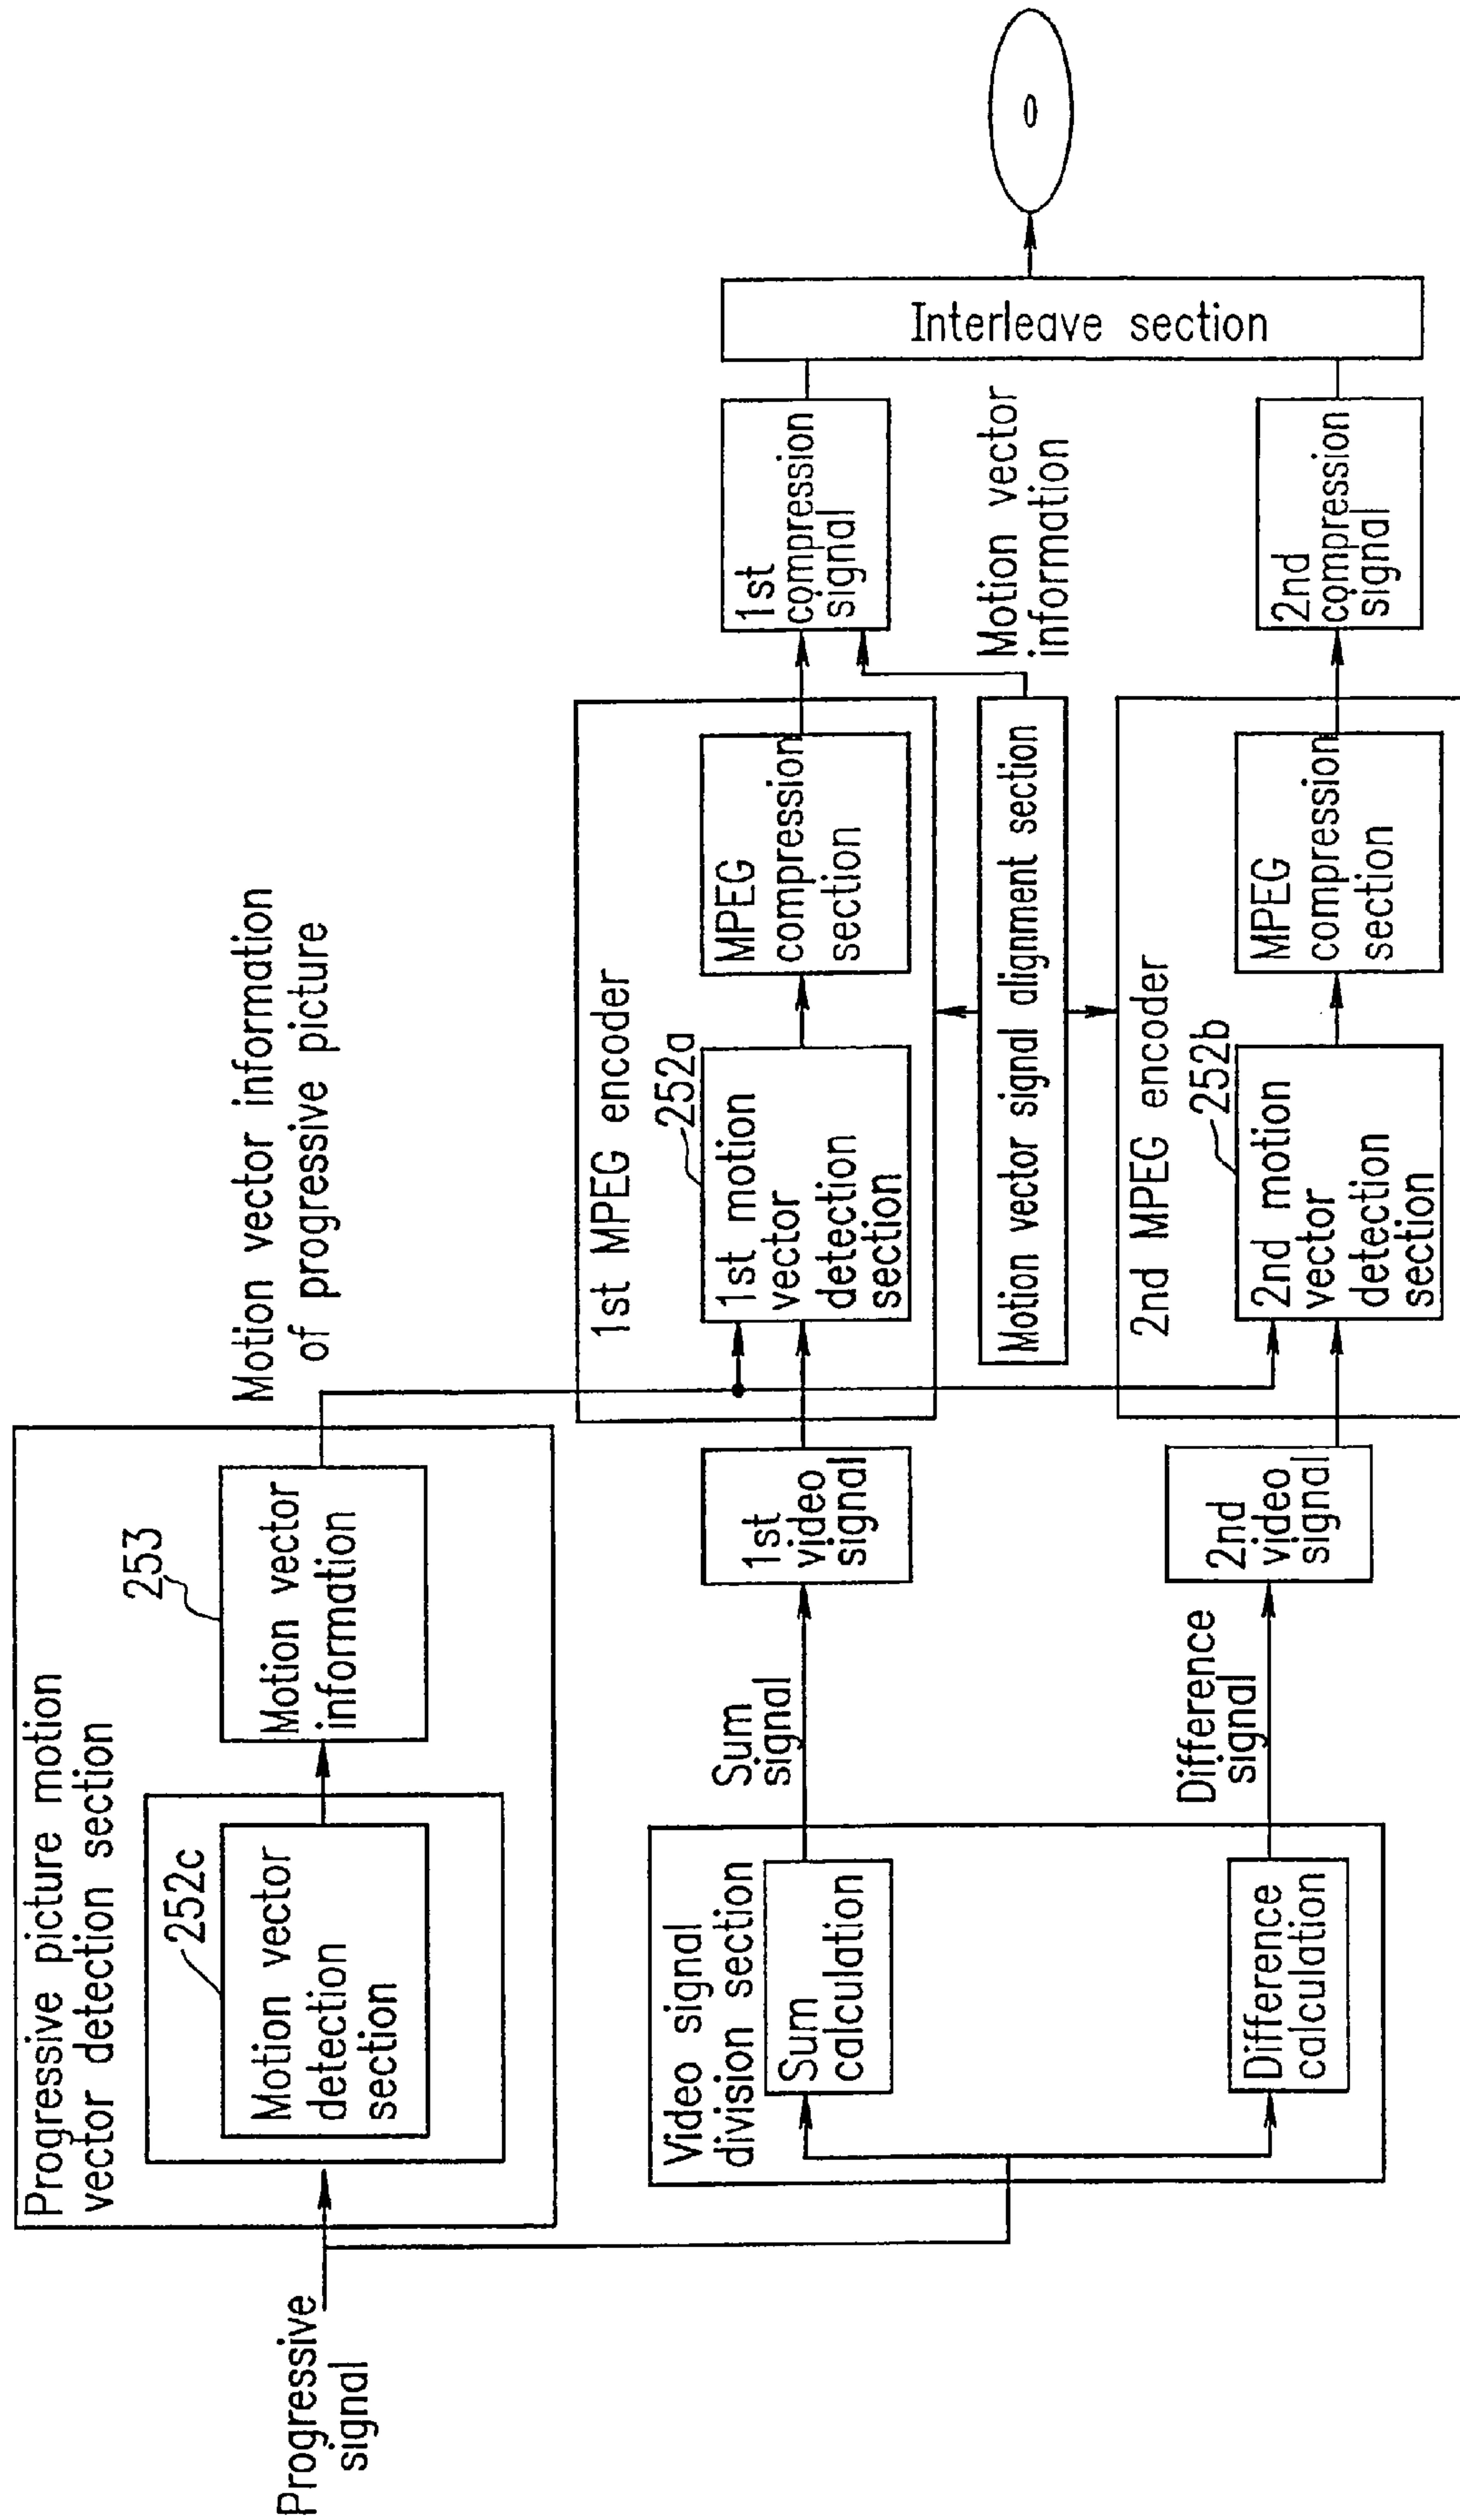 Progressive
signal
Progressive picture motion
vector detection section
252c
Motion vector
detection
section
253
Motion vector
information
Motion vector information
of progressive picture
Video signal
division section
Sum
calculation
Difference
calculation
Sum
signal
Difference
signal
1st
video
signal
2nd
video
signal
1st MPEG encoder
252a
1st motion
vector
detection
section
MPEG
compression
section
Motion vector signal alignment section
2nd MPEG encoder
252b
2nd motion
vector
detection
section
MPEG
compression
section
1st
compression
signal
Motion vector
information
2nd
compression
signal
Interleave section